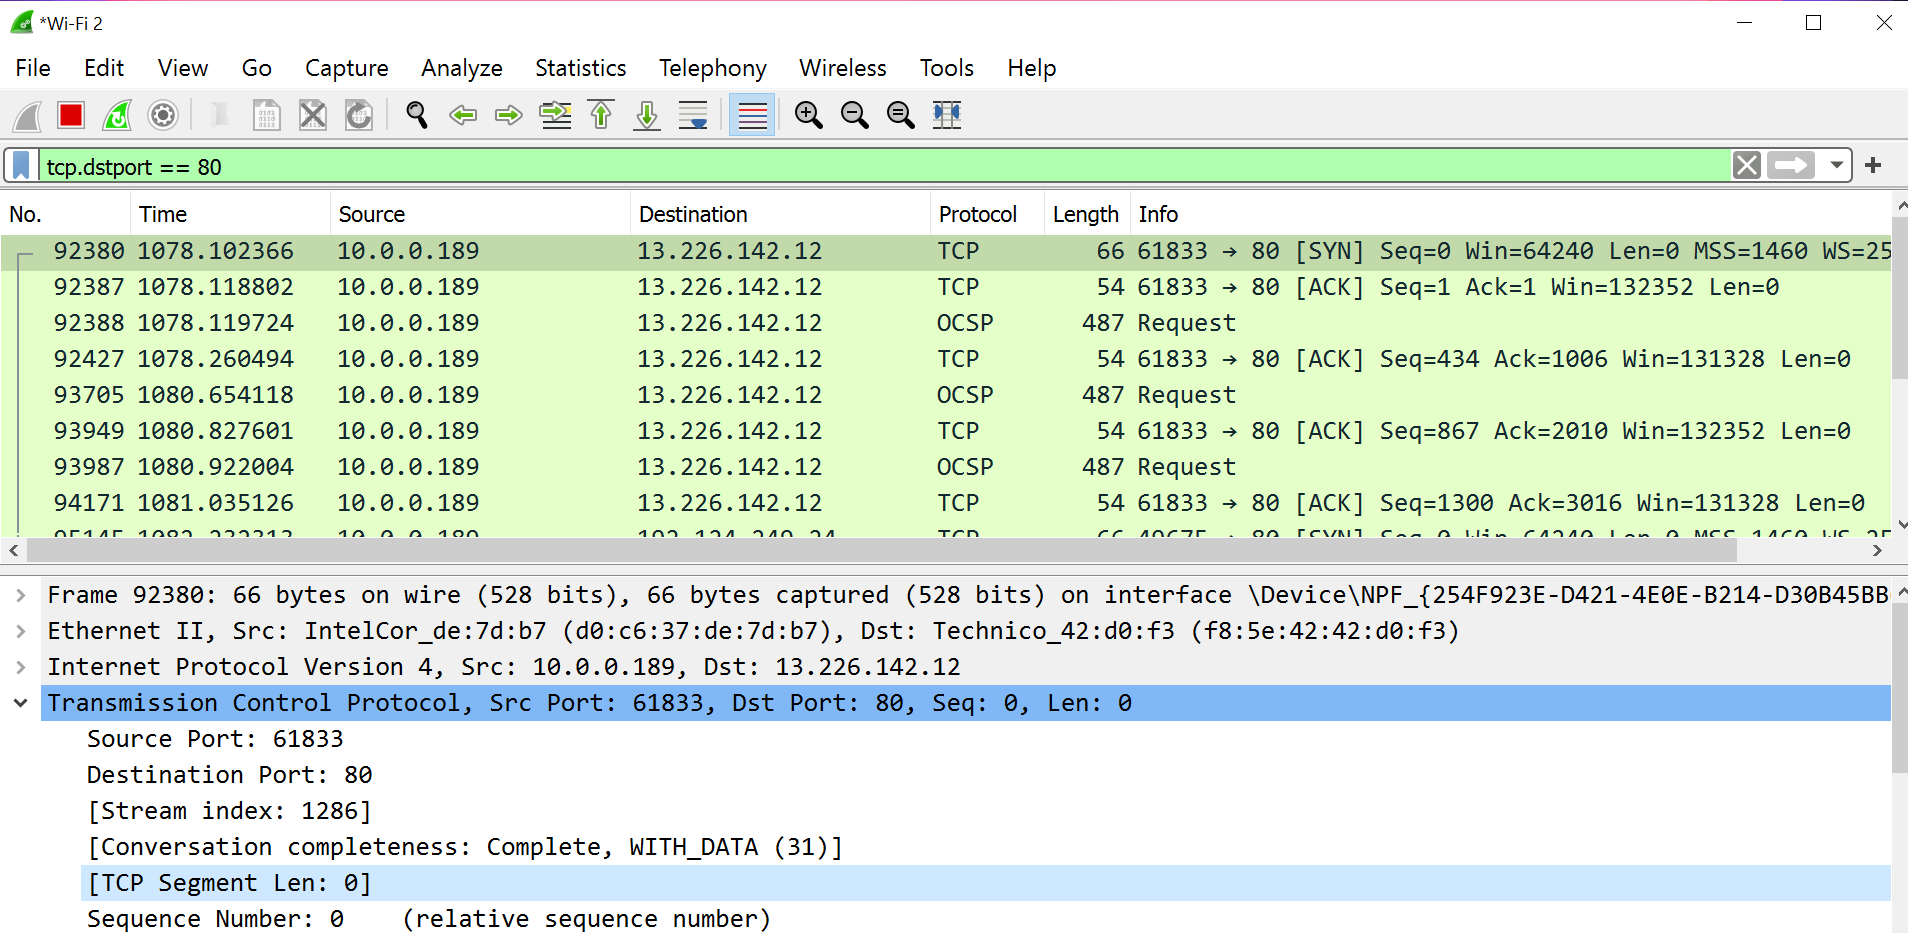 *Wi-Fi 2
File Edit View Go Capture Analyze Statistics Telephony Wireless Tools Help
tcp.dstport == 80
No. Time Source Destination Protocol Length Info
92380 1078.102366 10.0.0.189 13.226.142.12 TCP 66 61833 → 80 [SYN] Seq=0 Win=64240 Len=0 MSS=1460 WS=25
92387 1078.118802 10.0.0.189 13.226.142.12 TCP 54 61833 → 80 [ACK] Seq=1 Ack=1 Win=132352 Len=0
92388 1078.119724 10.0.0.189 13.226.142.12 OCSP 487 Request
92427 1078.260494 10.0.0.189 13.226.142.12 TCP 54 61833 → 80 [ACK] Seq=434 Ack=1006 Win=131328 Len=0
93705 1080.654118 10.0.0.189 13.226.142.12 OCSP 487 Request
93949 1080.827601 10.0.0.189 13.226.142.12 TCP 54 61833 → 80 [ACK] Seq=867 Ack=2010 Win=132352 Len=0
93987 1080.922004 10.0.0.189 13.226.142.12 OCSP 487 Request
94171 1081.035126 10.0.0.189 13.226.142.12 TCP 54 61833 → 80 [ACK] Seq=1300 Ack=3016 Win=131328 Len=0
Frame 92380: 66 bytes on wire (528 bits), 66 bytes captured (528 bits) on interface \Device\NPF_{254F923E-D421-4E0E-B214-D30B45BB
Ethernet II, Src: IntelCor_de:7d:b7 (d0:c6:37:de:7d:b7), Dst: Technico_42:d0:f3 (f8:5e:42:42:d0:f3)
Internet Protocol Version 4, Src: 10.0.0.189, Dst: 13.226.142.12
Transmission Control Protocol, Src Port: 61833, Dst Port: 80, Seq: 0, Len: 0
Source Port: 61833
Destination Port: 80
[Stream index: 1286]
[Conversation completeness: Complete, WITH_DATA (31)]
[TCP Segment Len: 0]
Sequence Number: 0 (relative sequence number)